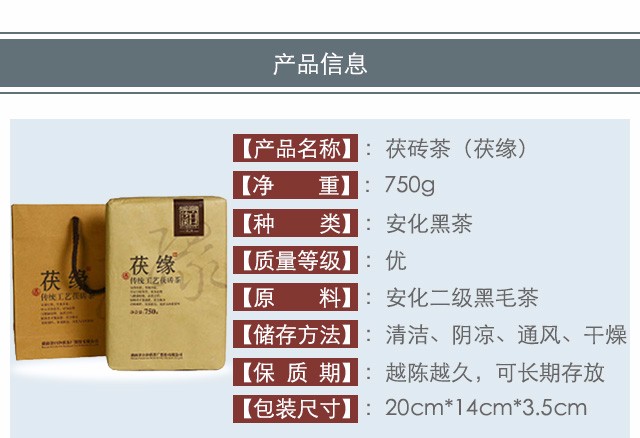 产品信息
【产品名称】：茯砖茶（茯缘）
【净 重】：750g
【种 类】：安化黑茶
【质量等级】：优
【原 料】：安化二级黑毛茶
【储存方法】：清洁、阴凉、通风、干燥
【保 质 期】：越陈越久，可长期存放
【包装尺寸】：20cm*14cm*3.5cm
茯缘
传统工艺茯砖茶
茯缘
传统工艺茯砖茶
净含量:750克